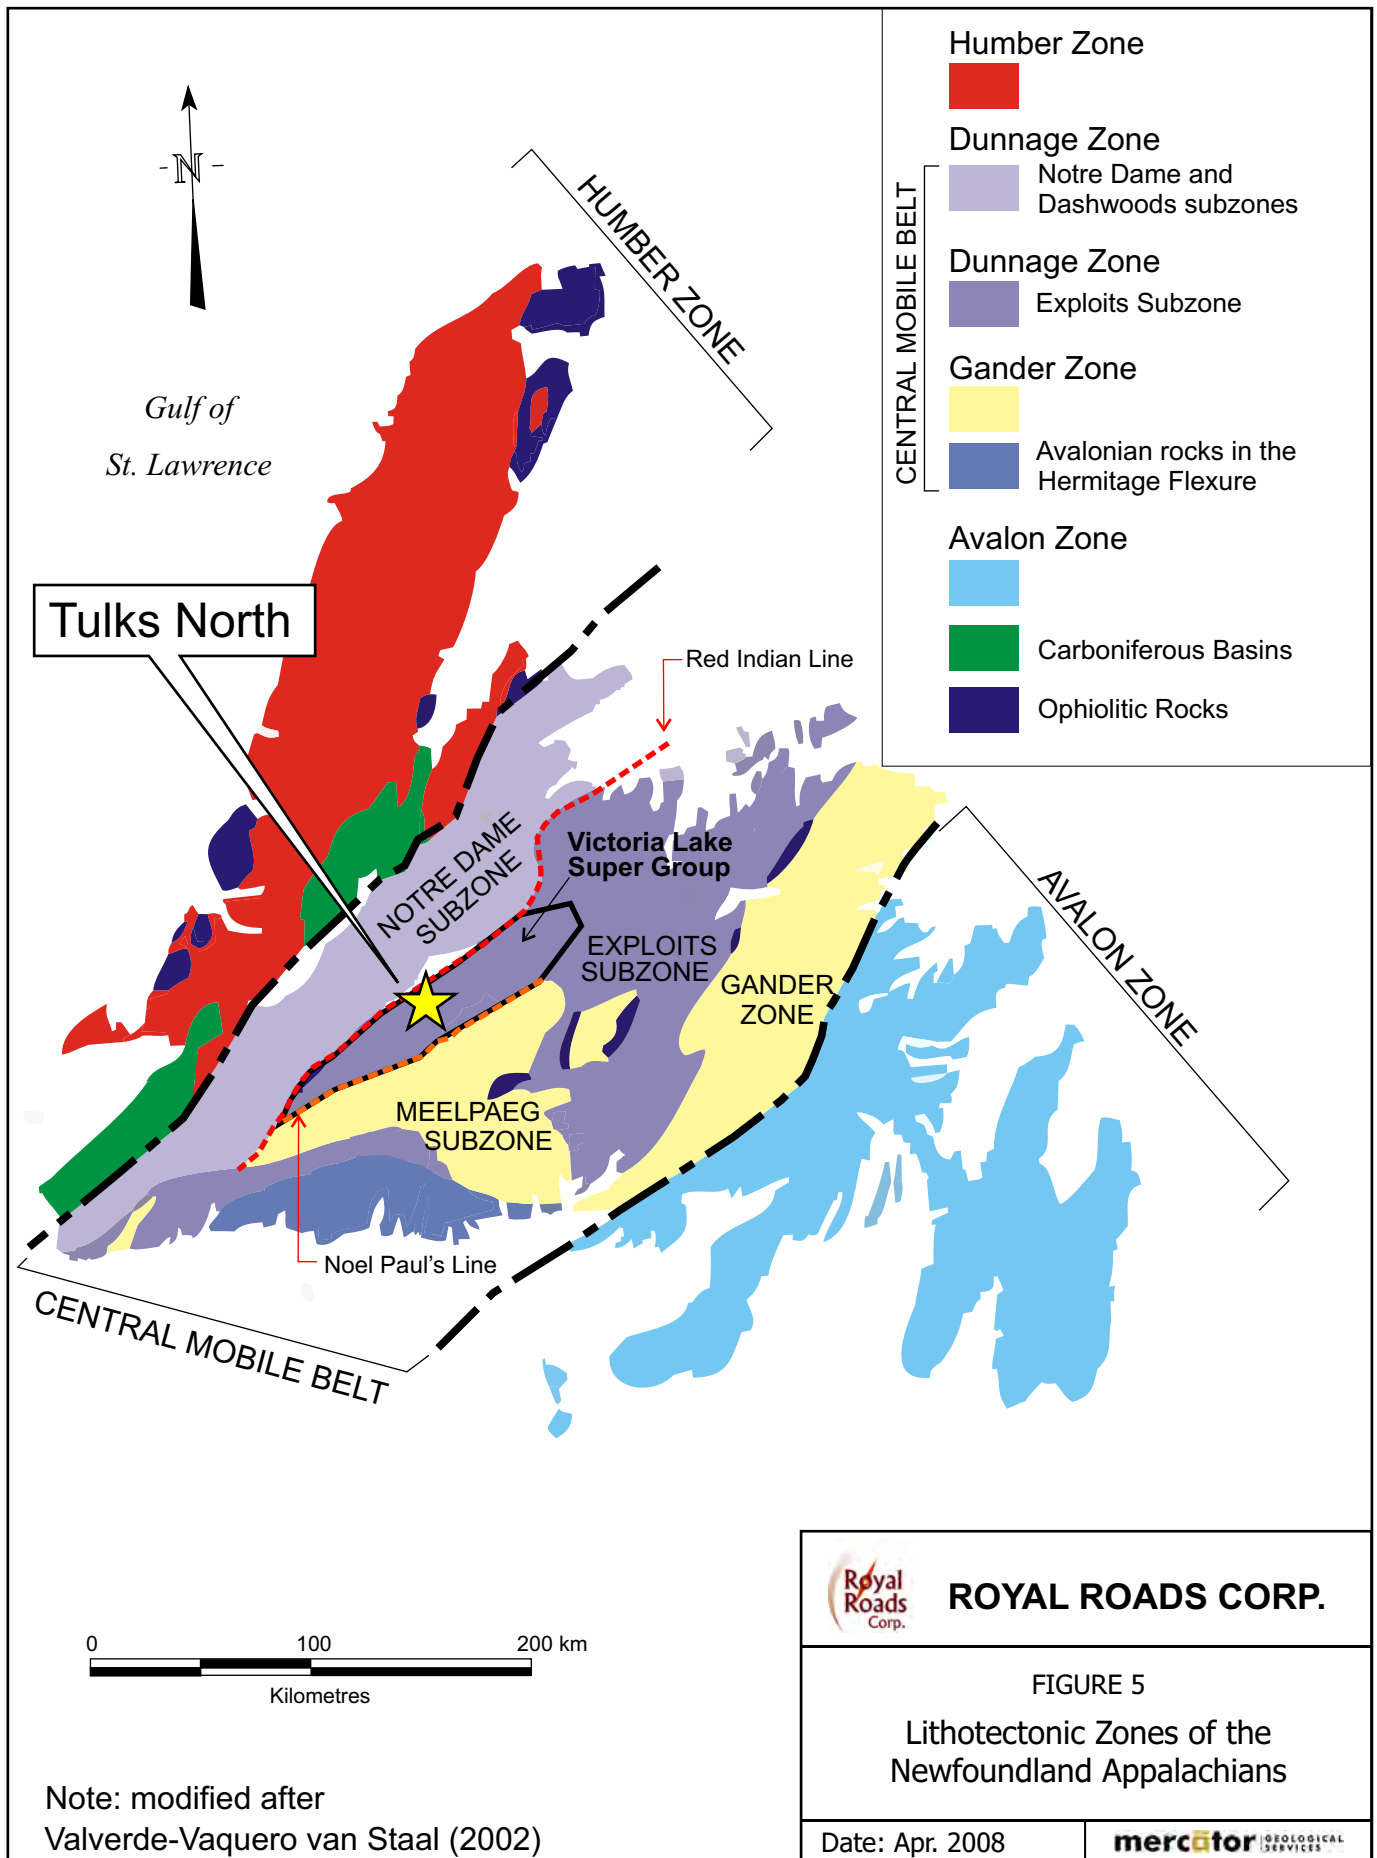 Humber Zone
Dunnage Zone
Notre Dame and
Dashwoods subzones
Dunnage Zone
Exploits Subzone
Gander Zone
Avalonian rocks in the
Hermitage Flexure
CENTRAL MOBILE BELT
Avalon Zone
Carboniferous Basins
Ophiolitic Rocks
N
HUMBER ZONE
Gulf of
St. Lawrence
Tulks North
Red Indian Line
NOTRE DAME
SUBZONE
Victoria Lake
Super Group
EXPLOITS
SUBZONE
GANDER
ZONE
AVALON ZONE
MEELPAEG
SUBZONE
Noel Paul's Line
CENTRAL MOBILE BELT
0 100 200 km
Kilometres
Note: modified after
Valverde-Vaquero van Staal (2002)
Royal
Roads
Corp.
ROYAL ROADS CORP.
FIGURE 5
Lithotectonic Zones of the
Newfoundland Appalachians
Date: Apr. 2008
mercator GEOLOGICAL
SERVICES